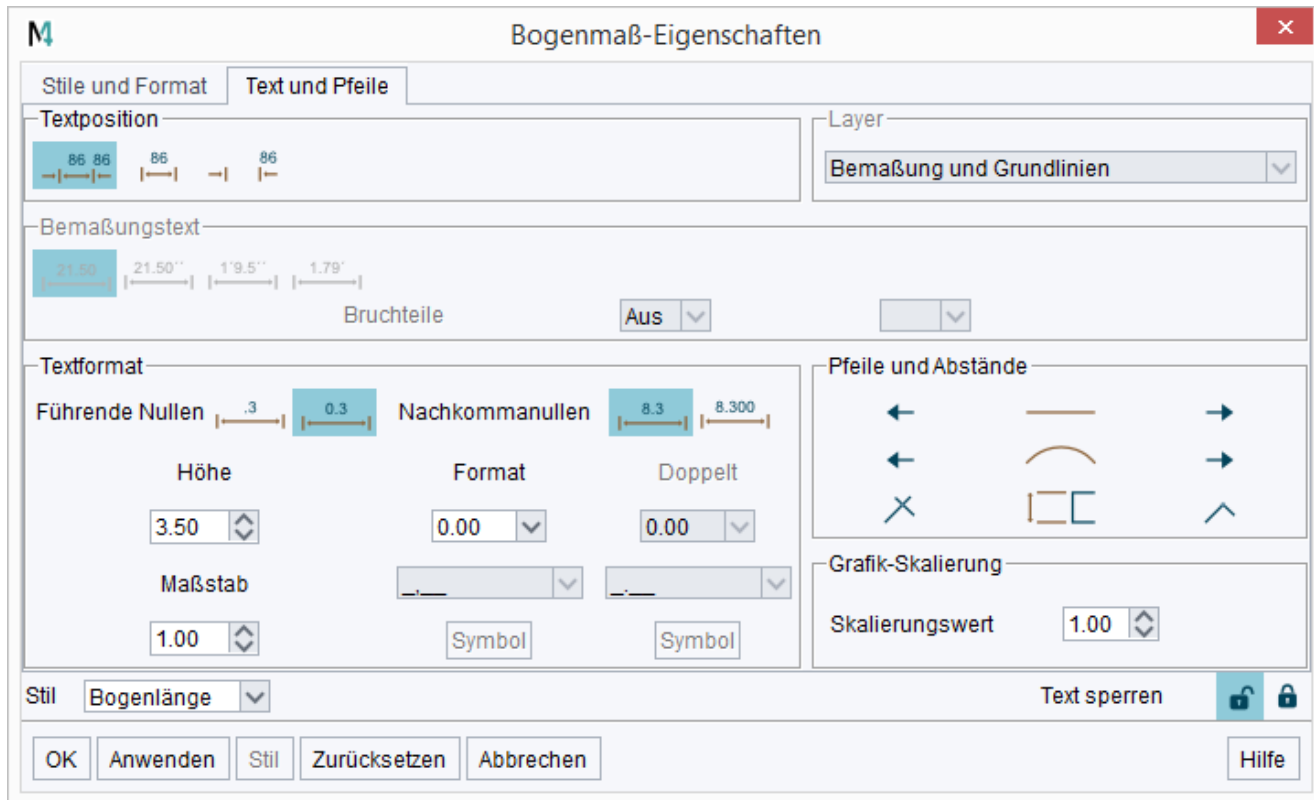 Bogenmaß-Eigenschaften
Stile und Format Text und Pfeile
Textposition
86 86 86 86
Layer
Bemaßung und Grundlinien
Bemaßungstext
21.50 21.50´´ 1´9.5´´ 1.79´
Bruchteile Aus
Textformat
Führende Nullen .3 0.3 Nachkommanullen 8.3 8.300
Höhe Format Doppelt
3.50 0.00 0.00
Maßstab _,__ _.__
1.00 Symbol Symbol
Pfeile und Abstände
Grafik-Skalierung
Skalierungswert 1.00
Stil Bogenlänge Text sperren
OK Anwenden Stil Zurücksetzen Abbrechen Hilfe